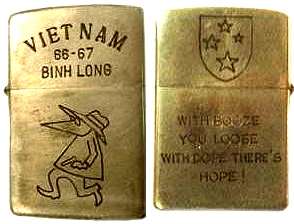 VIET NAM
66-67
BINH LONG
WITH BOOZE
YOU LOOSE
WITH DOPE THERE'S
HOPE!